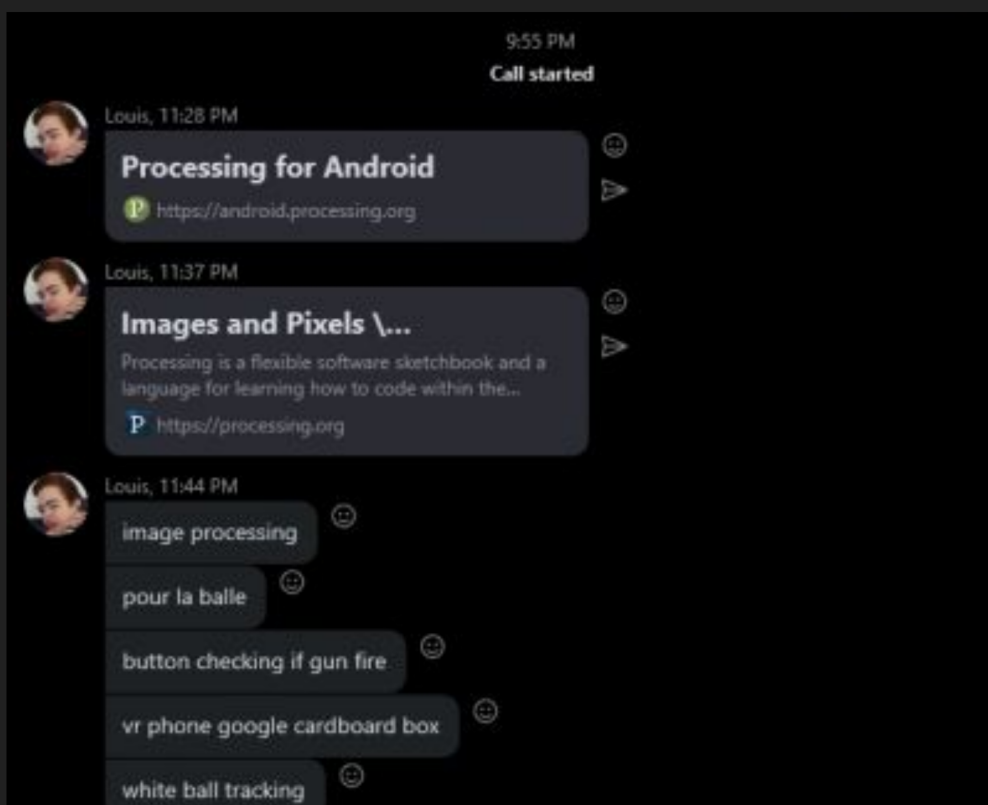 9:55 PM
Call started
Louis, 11:28 PM
Processing for Android
P https://android.processing.org
Louis, 11:37 PM
Images and Pixels \...
Processing is a flexible software sketchbook and a
language for learning how to code within the...
P https://processing.org
Louis, 11:44 PM
image processing
pour la balle
button checking if gun fire
vr phone google cardboard box
white ball tracking